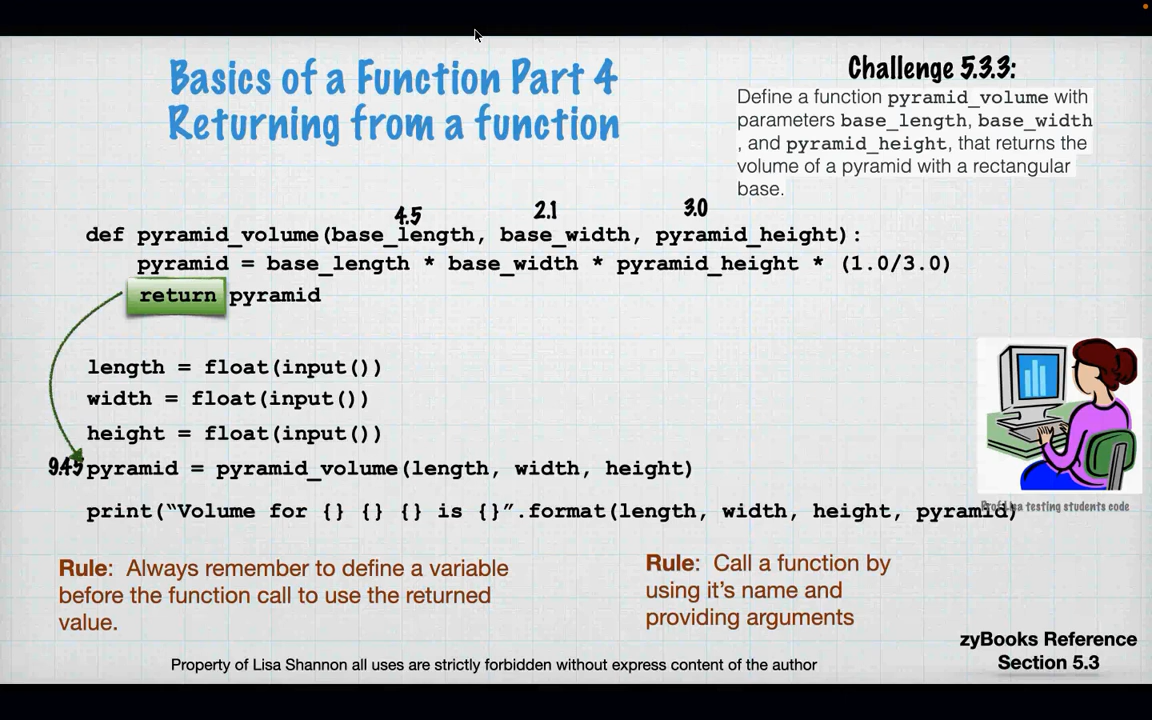 Basics of a Function Part 4
Returning from a function
Challenge 5.3.3:
Define a function pyramid_volume with
parameters base_length, base_width
, and pyramid_height, that returns the
volume of a pyramid with a rectangular
base.
4.5 2.1 3.0
def pyramid_volume(base_length, base_width, pyramid_height):
pyramid = base_length * base_width * pyramid_height * (1.0/3.0)
return pyramid
length = float(input())
width = float(input())
height = float(input())
9.45 pyramid = pyramid_volume(length, width, height)
print(“Volume for {} {} {} is {}”.format(length, width, height, pyramid)
Prof Lisa testing students code
Rule: Always remember to define a variable
before the function call to use the returned
value.
Rule: Call a function by
using it’s name and
providing arguments
zyBooks Reference
Section 5.3
Property of Lisa Shannon all uses are strictly forbidden without express content of the author